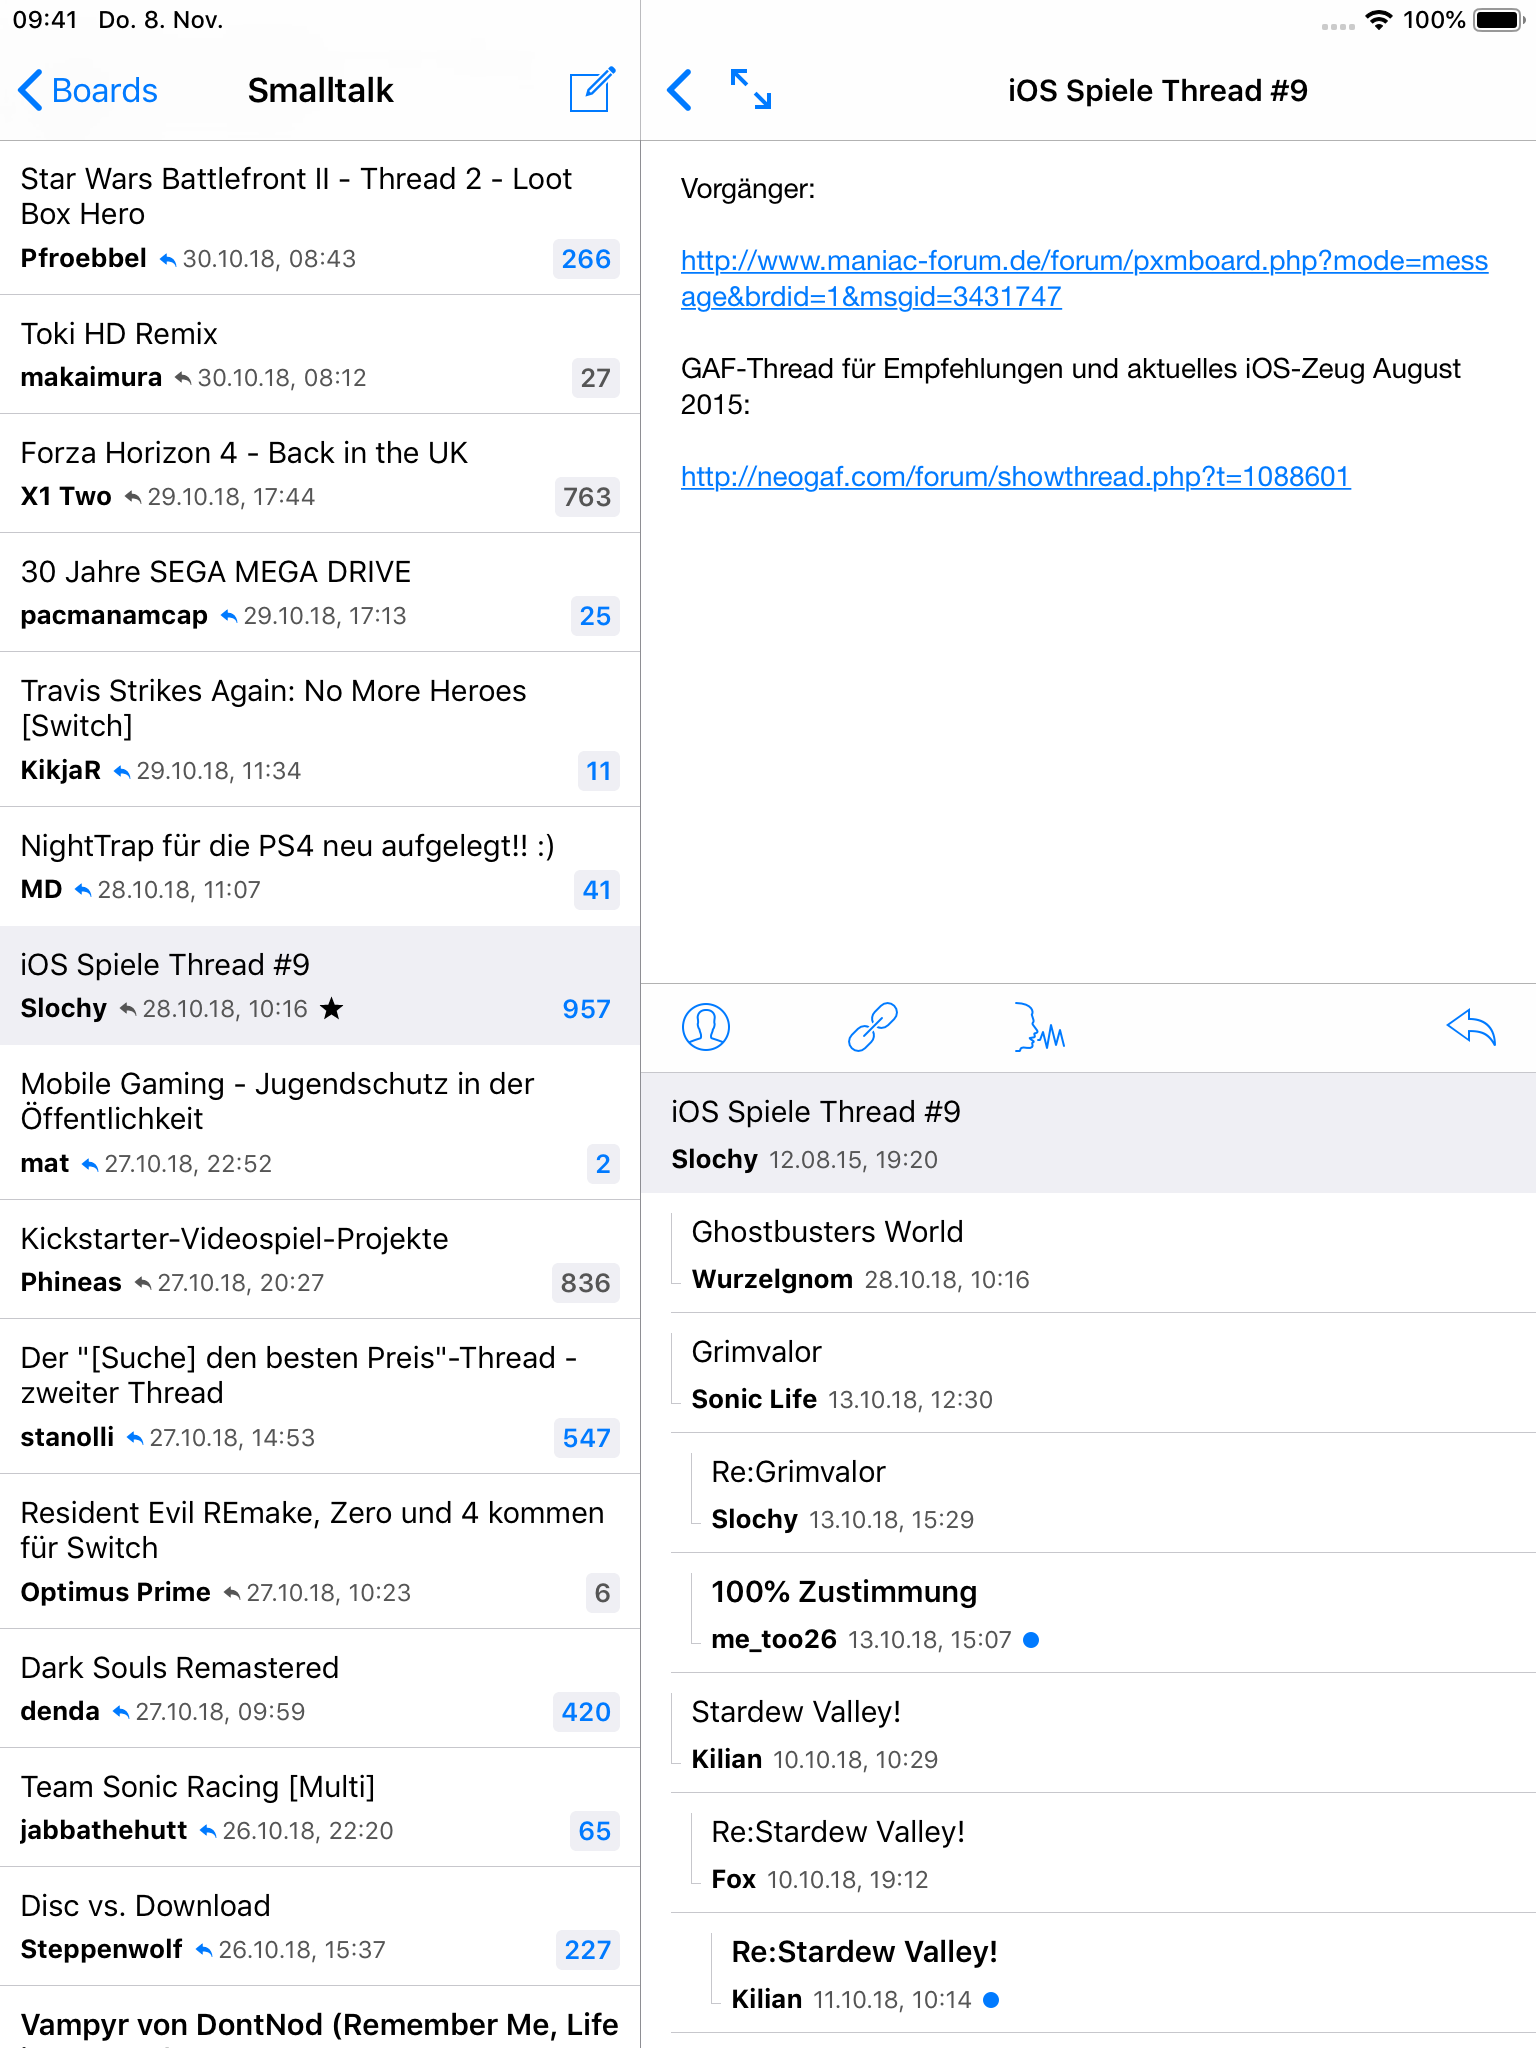 09:41 Do. 8. Nov.
100%
Boards
Smalltalk
Star Wars Battlefront II - Thread 2 - Loot
Box Hero
Pfroebbel 30.10.18, 08:43
266
Toki HD Remix
makaimura 30.10.18, 08:12
27
Forza Horizon 4 - Back in the UK
X1 Two 29.10.18, 17:44
763
30 Jahre SEGA MEGA DRIVE
pacmanamcap 29.10.18, 17:13
25
Travis Strikes Again: No More Heroes
[Switch]
KikjaR 29.10.18, 11:34
11
NightTrap für die PS4 neu aufgelegt!! :)
MD 28.10.18, 11:07
41
iOS Spiele Thread #9
Slochy 28.10.18, 10:16 ★
957
Mobile Gaming - Jugendschutz in der
Öffentlichkeit
mat 27.10.18, 22:52
2
Kickstarter-Videospiel-Projekte
Phineas 27.10.18, 20:27
836
Der "[Suche] den besten Preis"-Thread -
zweiter Thread
stanolli 27.10.18, 14:53
547
Resident Evil REmake, Zero und 4 kommen
für Switch
Optimus Prime 27.10.18, 10:23
6
Dark Souls Remastered
denda 27.10.18, 09:59
420
Team Sonic Racing [Multi]
jabbathehutt 26.10.18, 22:20
65
Disc vs. Download
Steppenwolf 26.10.18, 15:37
227
Vampyr von DontNod (Remember Me, Life
iOS Spiele Thread #9
Vorgänger:
http://www.maniac-forum.de/forum/pxmboard.php?mode=mess
age&brdid=1&msgid=3431747
GAF-Thread für Empfehlungen und aktuelles iOS-Zeug August
2015:
http://neogaf.com/forum/showthread.php?t=1088601
iOS Spiele Thread #9
Slochy 12.08.15, 19:20
Ghostbusters World
Wurzelgnom 28.10.18, 10:16
Grimvalor
Sonic Life 13.10.18, 12:30
Re:Grimvalor
Slochy 13.10.18, 15:29
100% Zustimmung
me_too26 13.10.18, 15:07
Stardew Valley!
Kilian 10.10.18, 10:29
Re:Stardew Valley!
Fox 10.10.18, 19:12
Re:Stardew Valley!
Kilian 11.10.18, 10:14